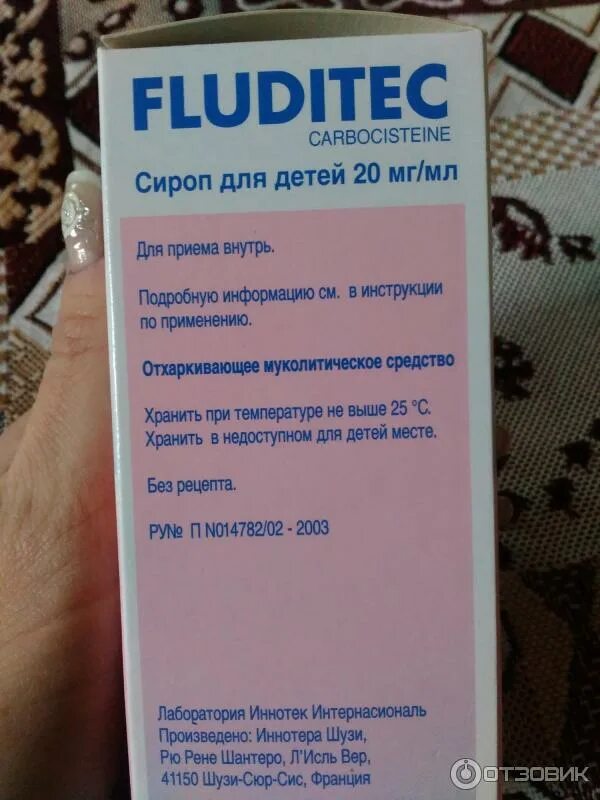 FLUDITEC
CARBOCISTEINE
Сироп для детей 20 мг/мл
Для приема внутрь.
Подробную информацию см. в инструкции
по применению.
Отхаркивающее муколитическое средство
Хранить при температуре не выше 25 °C.
Хранить в недоступном для детей месте.
Без рецепта.
РУ№ П N014782/02 - 2003
Лаборатория Иннотек Интернасиональ
Произведено: Иннотера Шузи,
Рю Рене Шантеро, Л'Исль Вер,
41150 Шузи-Сюр-Сис, Франция
ОТЗОВИК